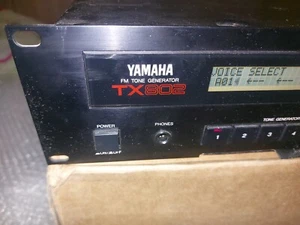 YAMAHA
FM TONE GENERATOR
TX802
VOICE SELECT
A01
POWER
PHONES
TONE GENERATOR
1 2 3